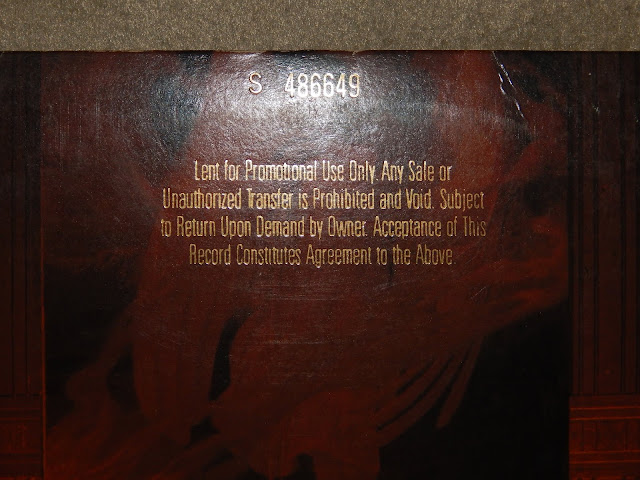 S 486649
Lent for Promotional Use Only. Any Sale or
Unauthorized Transfer is Prohibited and Void. Subject
to Return Upon Demand by Owner. Acceptance of This
Record Constitutes Agreement to the Above.